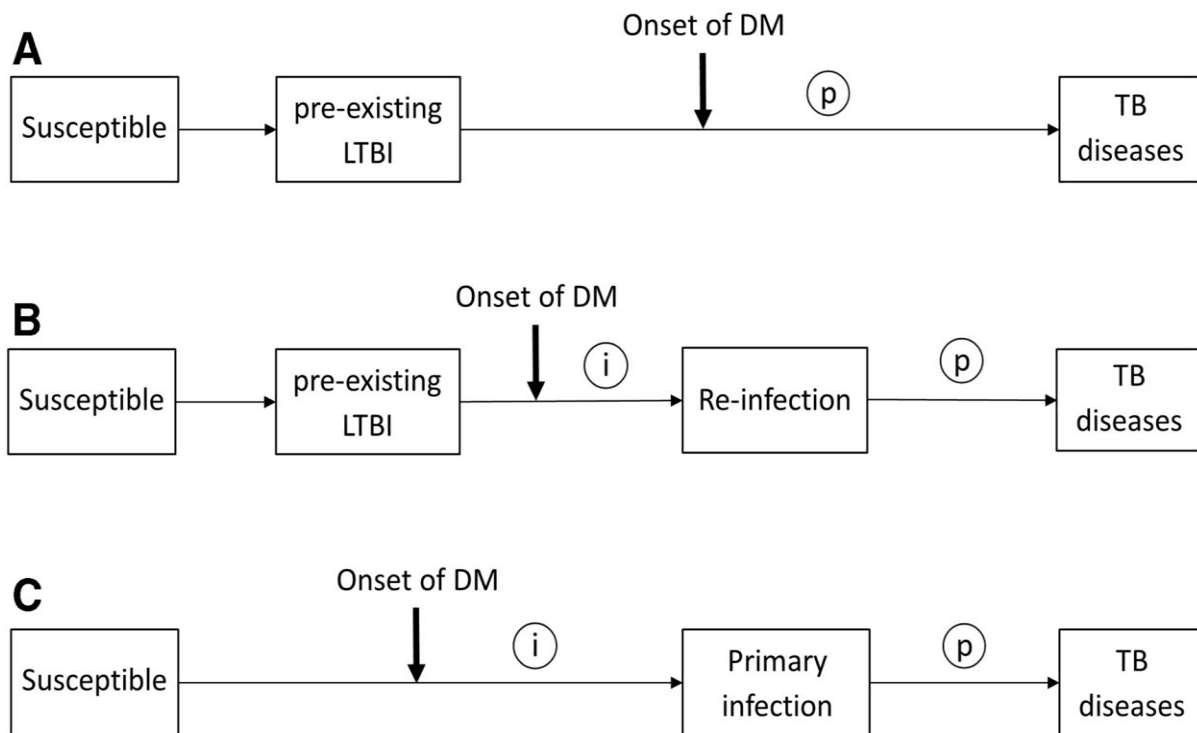 A
Onset of DM
p
Susceptible
pre-existing
LTBI
TB
diseases
B
Onset of DM
i
p
Susceptible
pre-existing
LTBI
Re-infection
TB
diseases
C
Onset of DM
i
p
Susceptible
Primary
infection
TB
diseases